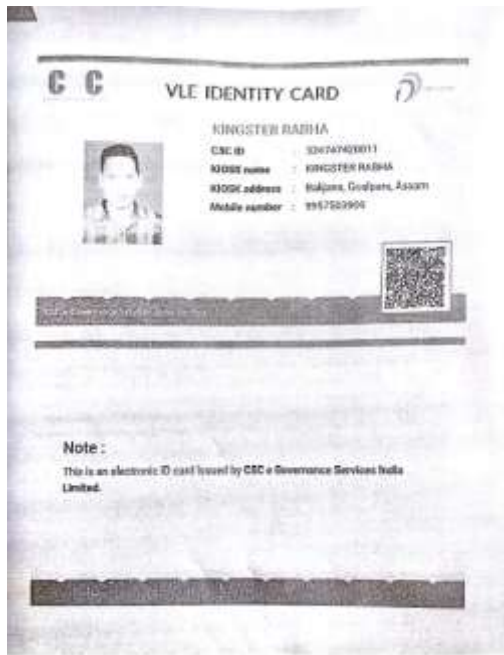 C C
VLE IDENTITY CARD
KINGSTER RABHA
CSC ID :
KIOSK name : KINGSTER RABHA
KIOSK address : Goalpara, Assam
Mobile number : 9957503905
Note :
This is an electronic ID card issued by CSC e Governance Services India
Limited.